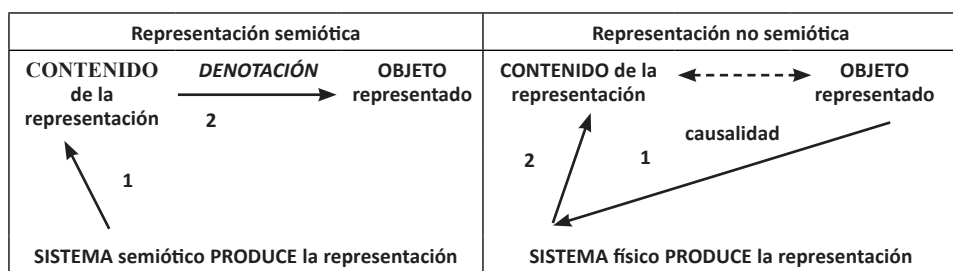 Representación semiótica
CONTENIDO
de la
representación
DENOTACIÓN
2
OBJETO
representado
1
SISTEMA semiótico PRODUCE la representación
Representación no semiótica
CONTENIDO de la
representación
OBJETO
representado
causalidad
2
1
SISTEMA físico PRODUCE la representación